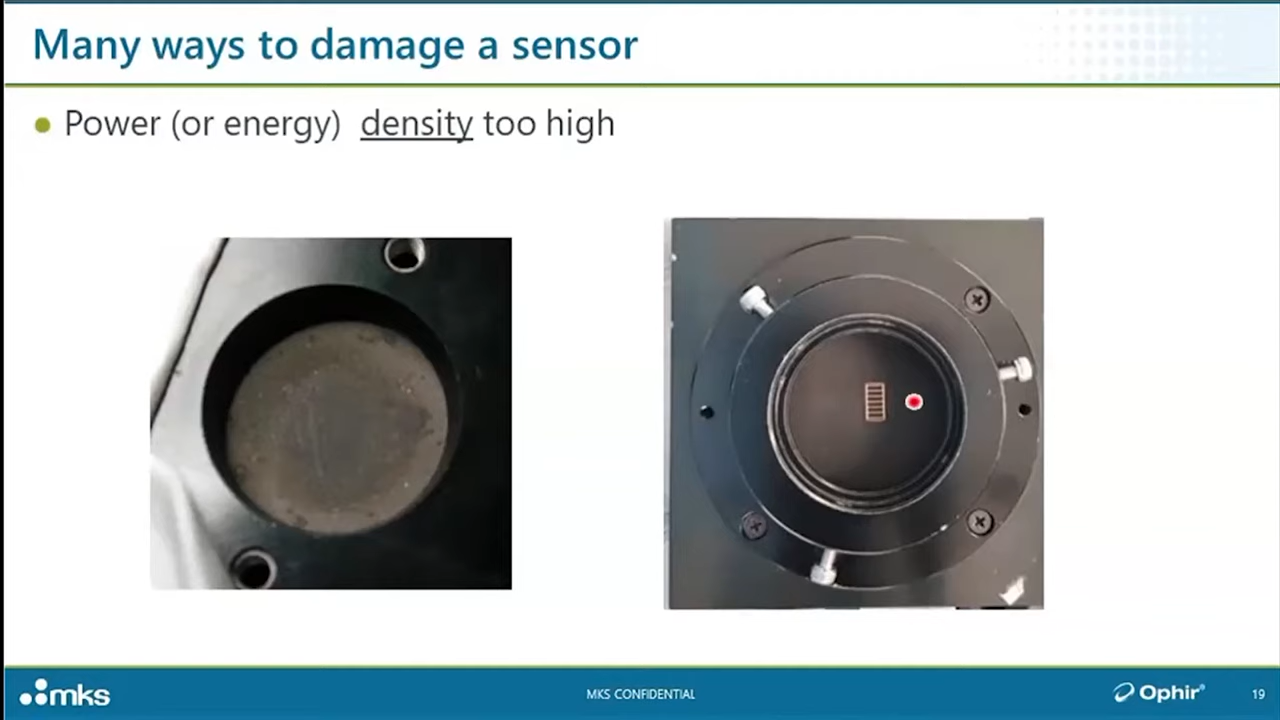 Many ways to damage a sensor
Power (or energy) density too high
mks
MKS CONFIDENTIAL
Ophir®
19